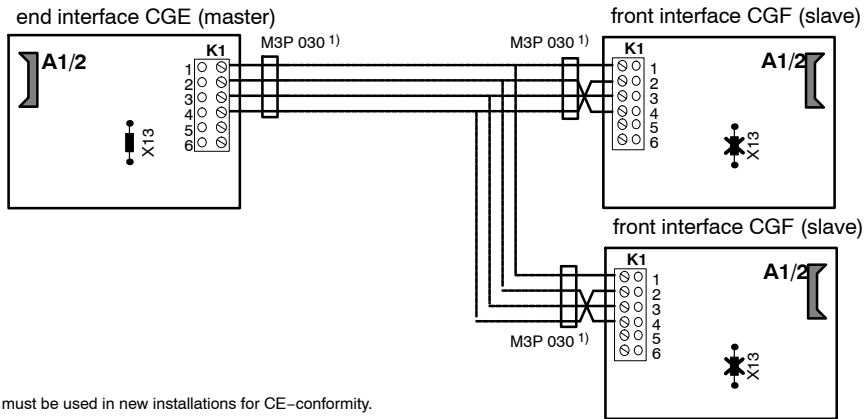 end interface CGE (master)
front interface CGF (slave)
A1/2
K1
M3P 030 1)
M3P 030 1)
K1
A1/2
1
2
3
4
5
6
1
2
3
4
5
6
X13
X13
front interface CGF (slave)
K1
A1/2
1
2
3
4
5
6
M3P 030 1)
X13
must be used in new installations for CE−conformity.